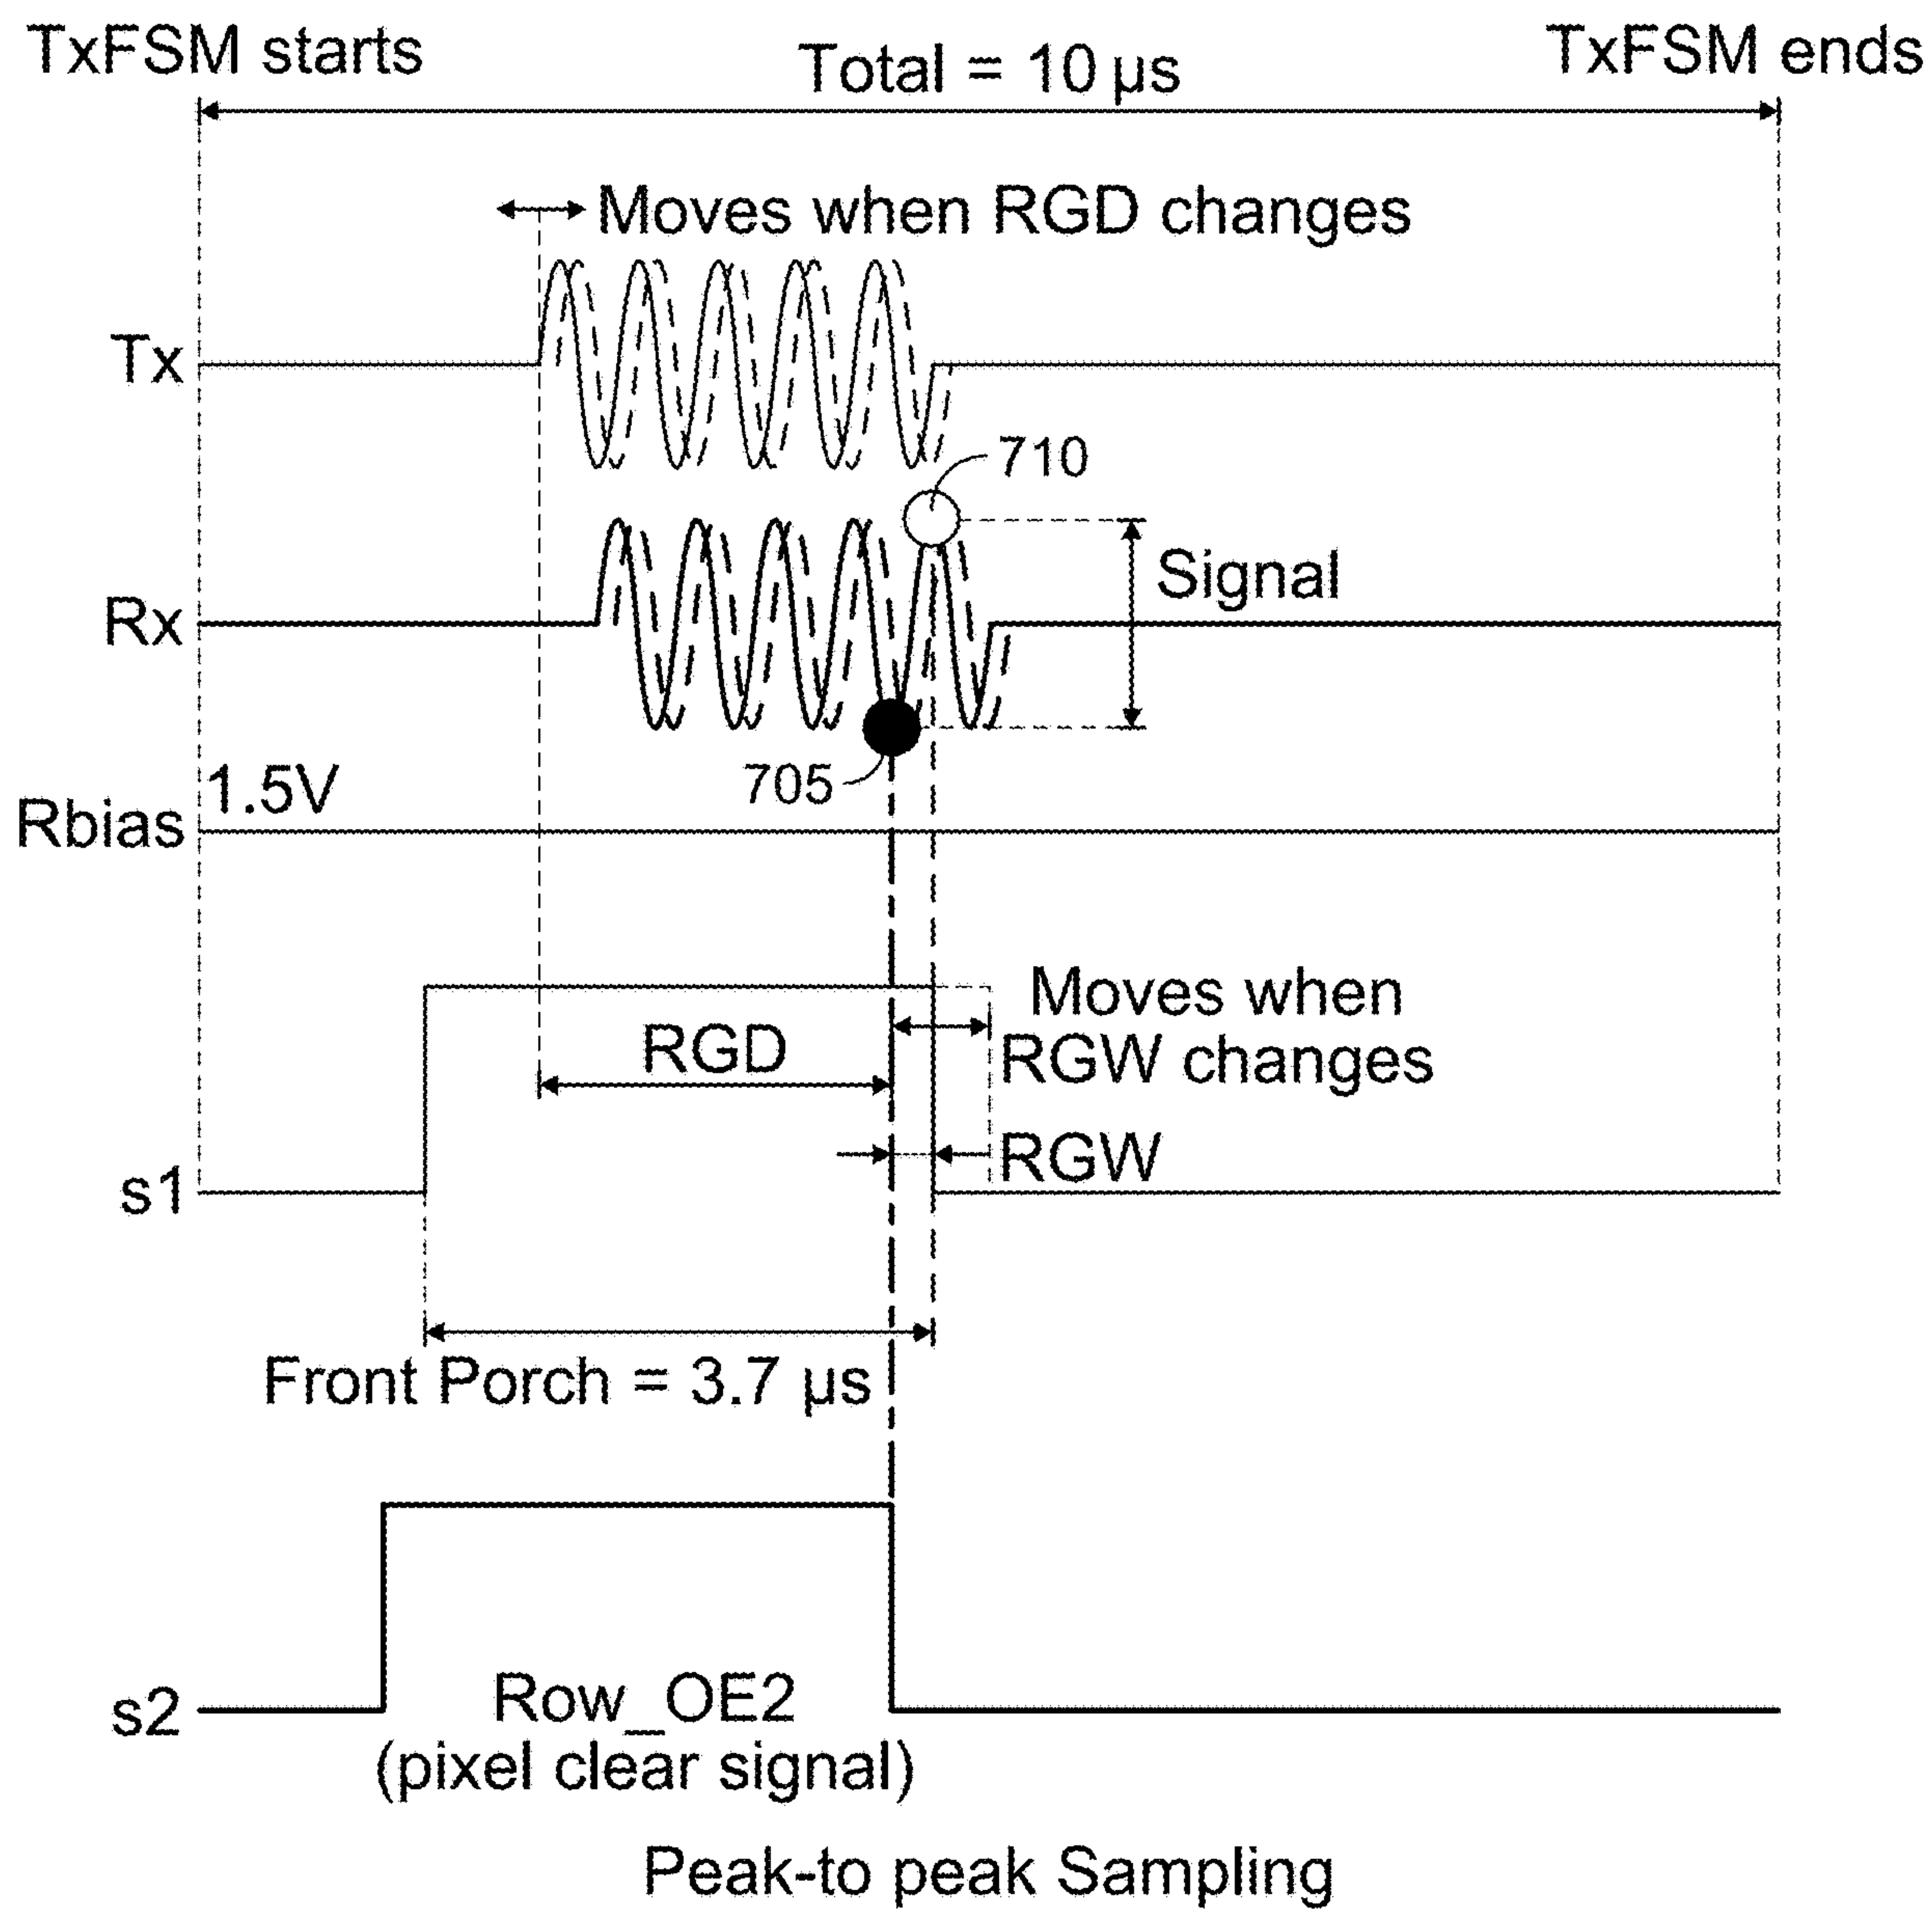 TxFSM starts
Total = 10 µs
TxFSM ends
Moves when RGD changes
Tx
710
Signal
Rx
705
1.5V
Rbias
Moves when
RGW changes
RGD
RGW
s1
Front Porch = 3.7 µs
s2
Row_OE2
(pixel clear signal)
Peak-to peak Sampling